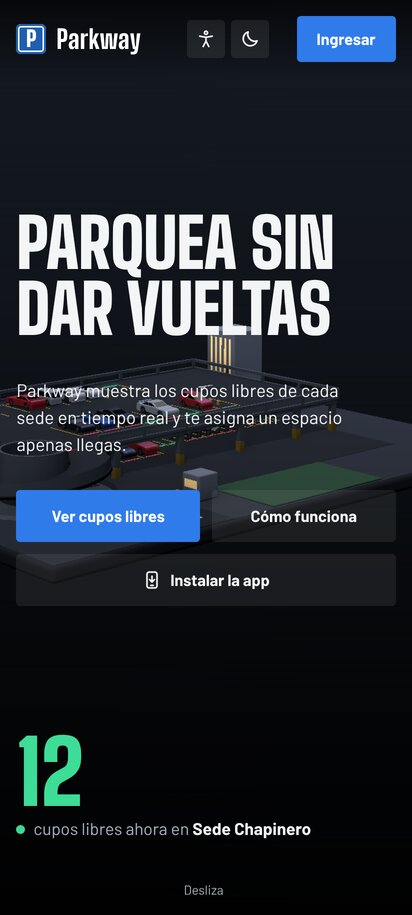 P Parkway
Ingresar
PARQUEA SIN
DAR VUELTAS
Parkway muestra los cupos libres de cada
sede en tiempo real y te asigna un espacio
apenas llegas.
Ver cupos libres
Cómo funciona
Instalar la app
12
cupos libres ahora en Sede Chapinero
Desliza